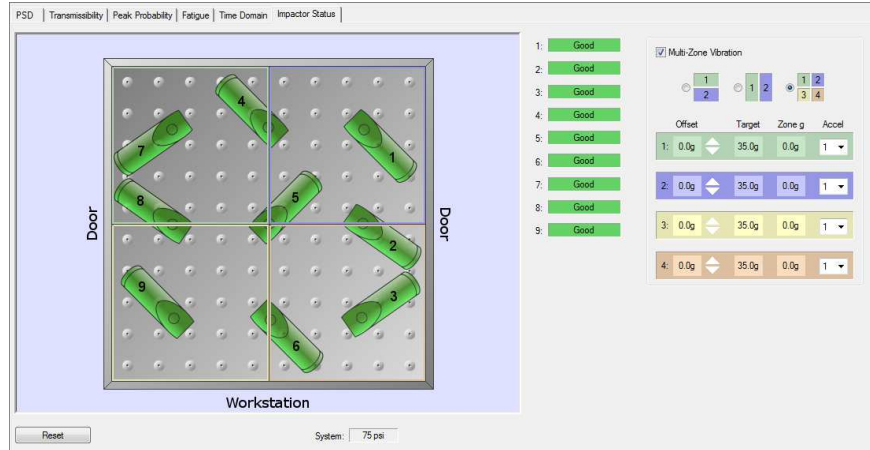 PSD Transmissibility Peak Probability Fatigue Time Domain Impactor Status
4
1
7
5
8
2
9
3
6
Door
Door
Workstation
1: Good
2: Good
3: Good
4: Good
5: Good
6: Good
7: Good
8: Good
9: Good
Multi-Zone Vibration
1
2
1 2
1 2
3 4
Offset Target Zone g Accel
1: 0.0g 35.0g 0.0g 1
2: 0.0g 35.0g 0.0g 1
3: 0.0g 35.0g 0.0g 1
4: 0.0g 35.0g 0.0g 1
Reset
System: 75 psi